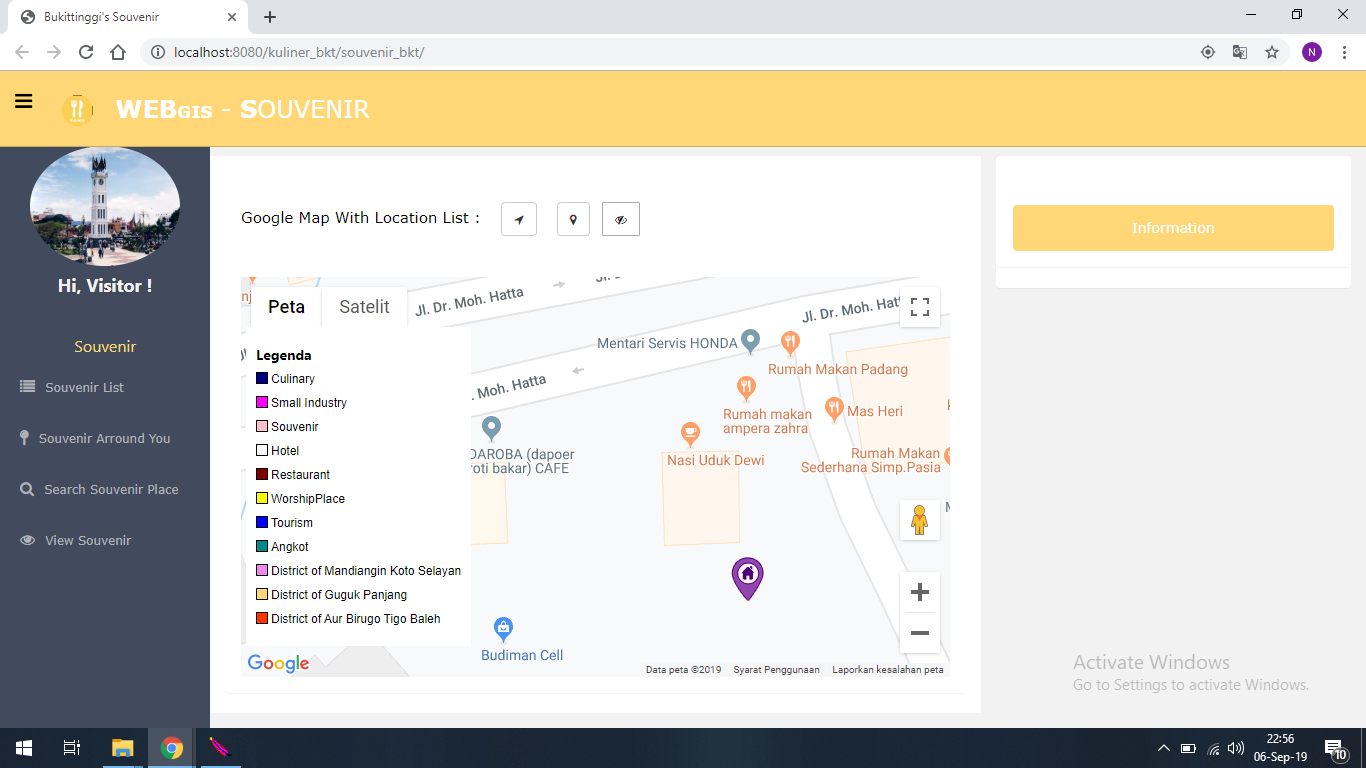 Bukittinggi's Souvenir
localhost:8080/kuliner_bkt/souvenir_bkt/
N
WEBGIS - SOUVENIR
Hi, Visitor !
Souvenir
Souvenir List
Souvenir Arround You
Search Souvenir Place
View Souvenir
Google Map With Location List :
Information
Peta
Satelit
Legenda
Culinary
Small Industry
Souvenir
Hotel
Restaurant
WorshipPlace
Tourism
Angkot
District of Mandiangin Koto Selayan
District of Guguk Panjang
District of Aur Birugo Tigo Baleh
Jl. Dr. Moh. Hatta
Jl. Dr. Moh. Hatt
Mentari Servis HONDA
Rumah Makan Padang
. Moh. Hatta
Rumah makan
ampera zahra
Mas Heri
DAROBA (dapoer
roti bakar) CAFE
Nasi Uduk Dewi
Rumah Makan
Sederhana Simp.Pasia
Budiman Cell
Google
Data peta ©2019
Syarat Penggunaan
Laporkan kesalahan peta
Activate Windows
Go to Settings to activate Windows.
22:56
06-Sep-19
10